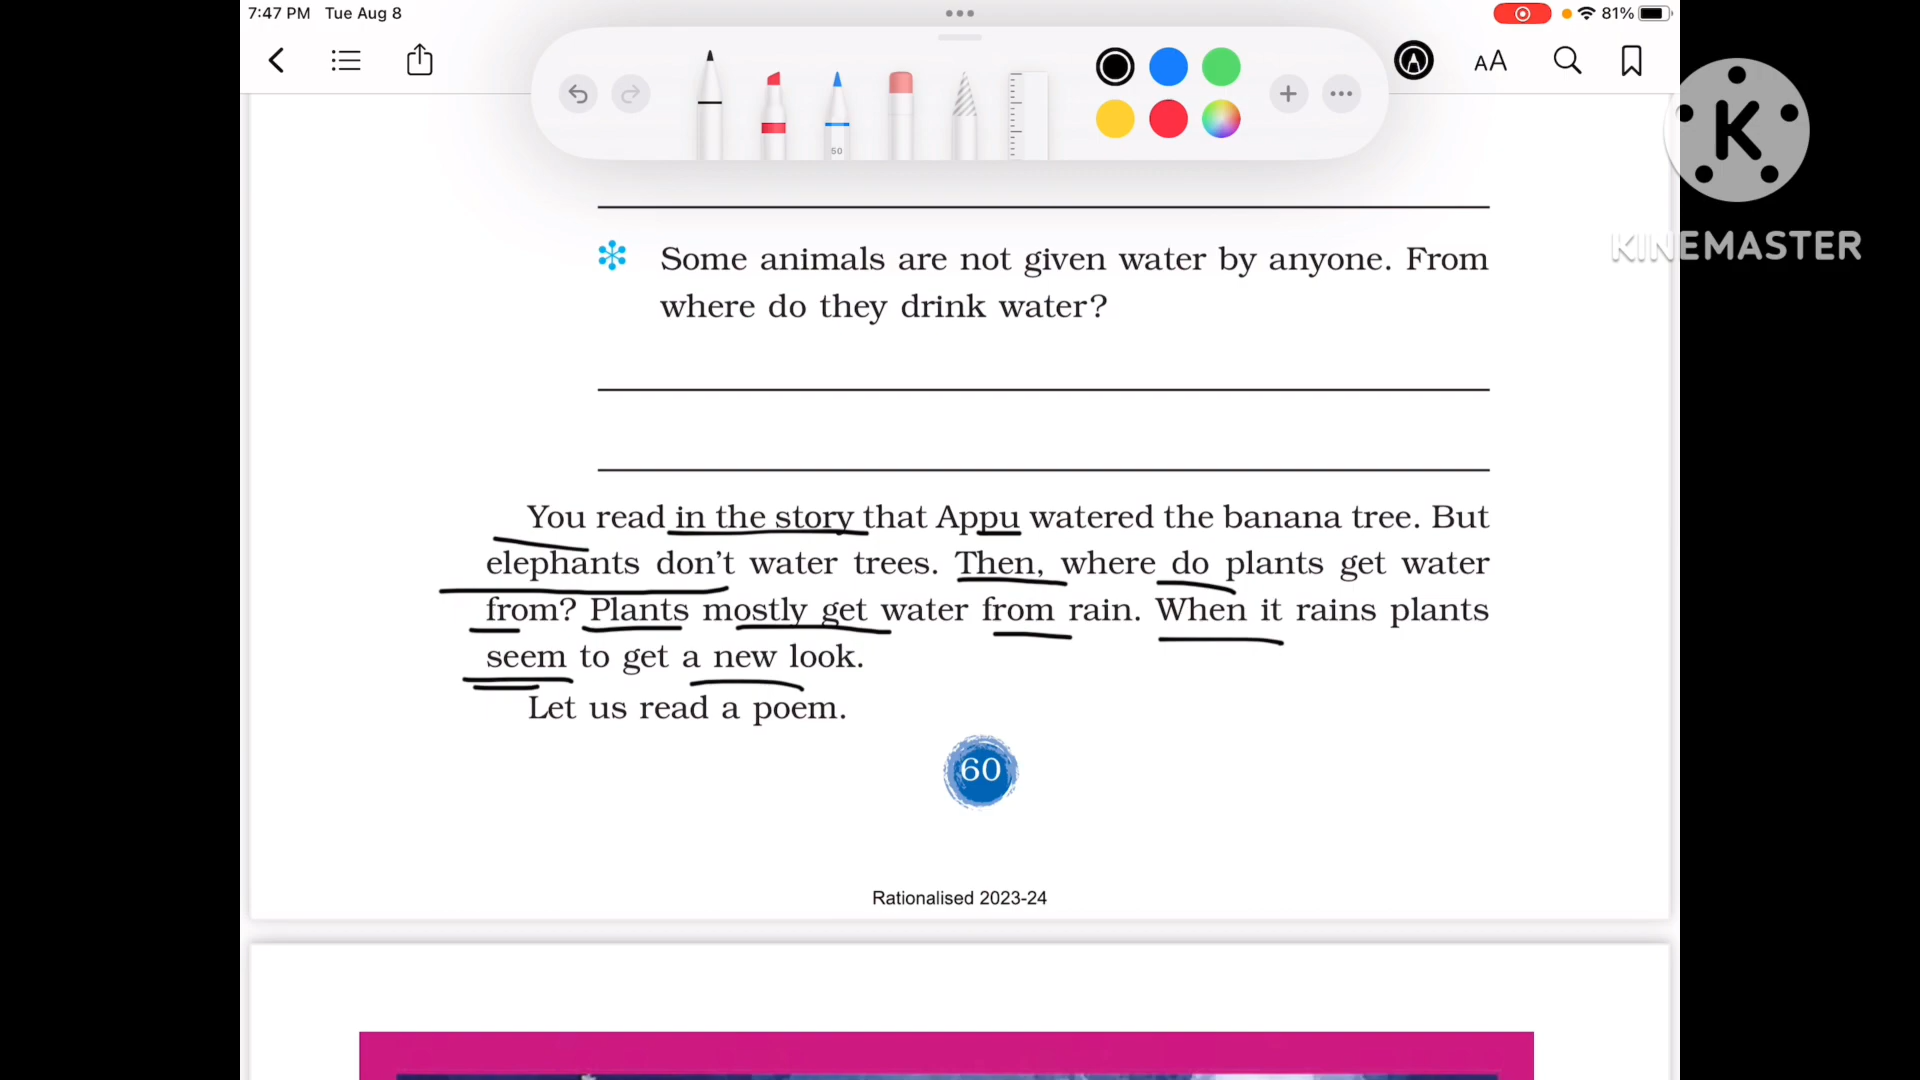 7:47 PM Tue Aug 8
81%
AA
50
K
KINEMASTER
Some animals are not given water by anyone. From
where do they drink water?
You read in the story that Appu watered the banana tree. But
elephants don't water trees. Then, where do plants get water
from? Plants mostly get water from rain. When it rains plants
seem to get a new look.
Let us read a poem.
60
Rationalised 2023-24